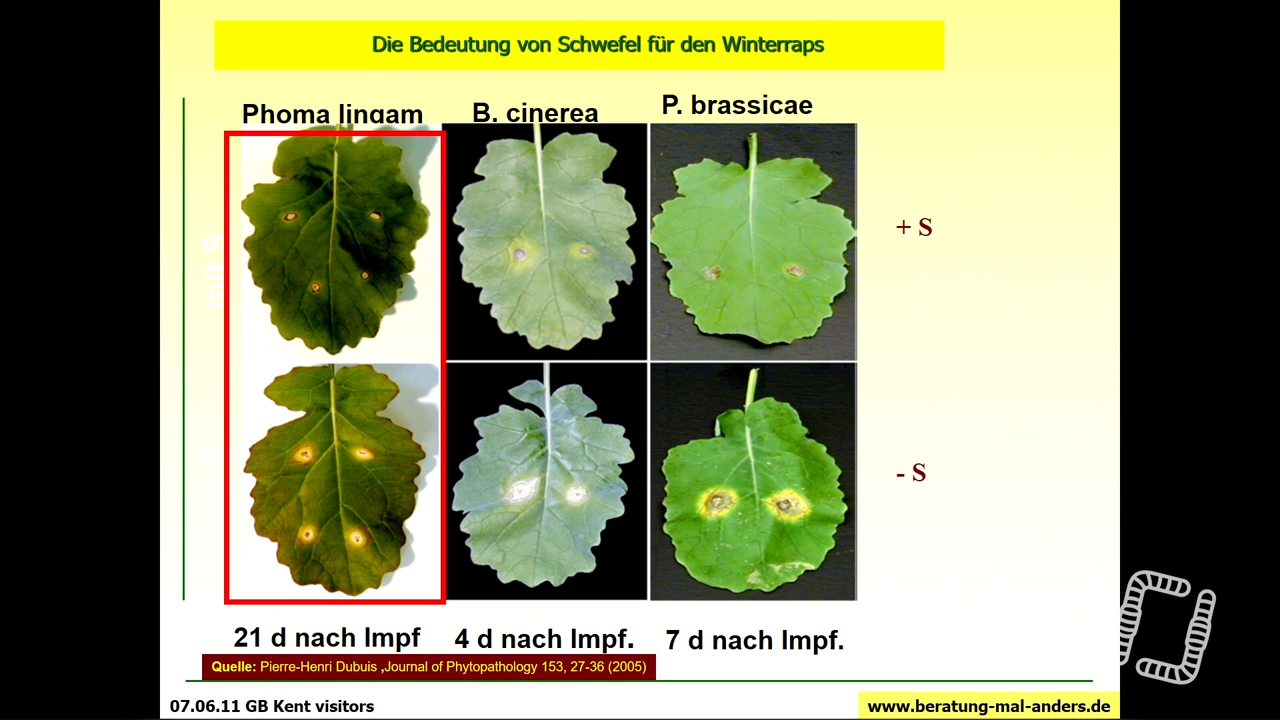 Die Bedeutung von Schwefel für den Winterraps
Phoma lingam
B. cinerea
P. brassicae
mit S
+ S
- S
21 d nach Impf
4 d nach Impf.
7 d nach Impf.
Quelle: Pierre-Henri Dubuis ,Journal of Phytopathology 153, 27-36 (2005)
07.06.11 GB Kent visitors
www.beratung-mal-anders.de